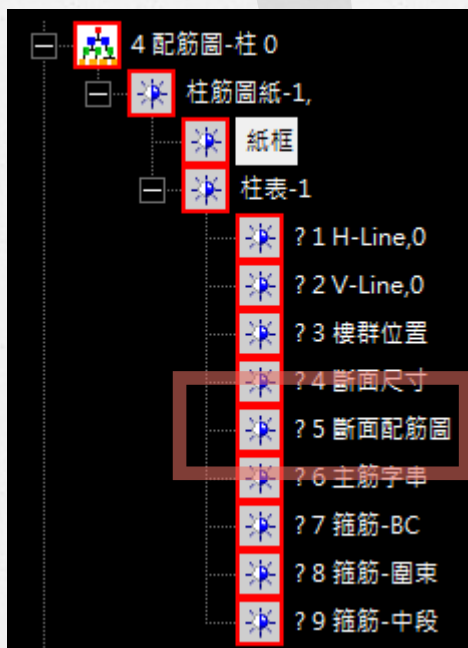 4 配筋圖-柱 0
柱筋圖紙-1,
紙框
柱表-1
? 1 H-Line,0
? 2 V-Line,0
? 3 樓群位置
? 4 斷面尺寸
? 5 斷面配筋圖
? 6 主筋字串
? 7 箍筋-BC
? 8 箍筋-圍束
? 9 箍筋-中段